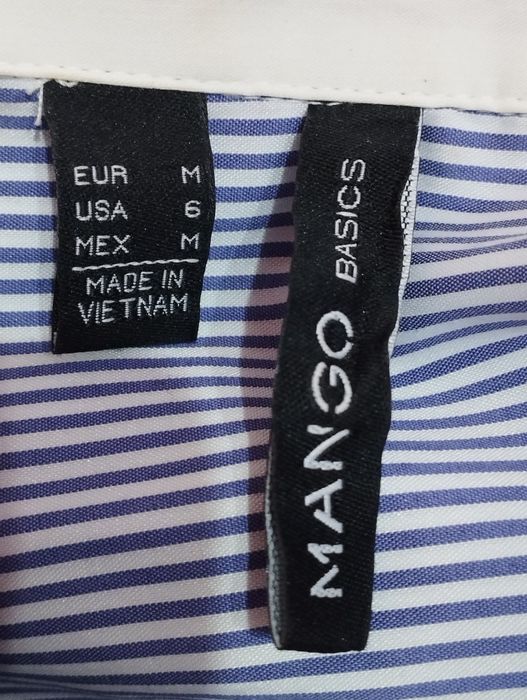 EUR M
USA 6
MEX M
MADE IN
VIETNAM
MANGO BASICS